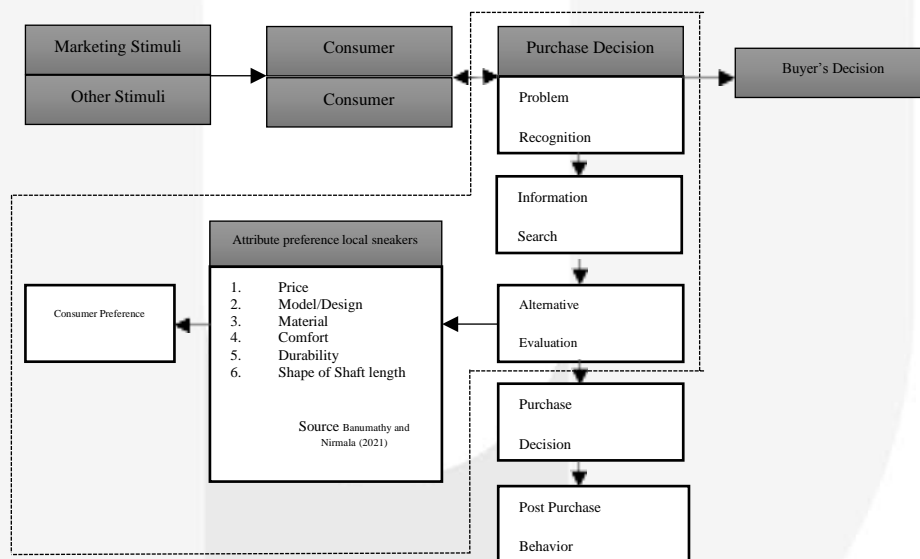 Marketing Stimuli
Other Stimuli
Consumer
Consumer
Purchase Decision
Problem
Recognition
Buyer's Decision
Information
Search
Attribute preference local sneakers
1. Price
2. Model/Design
3. Material
4. Comfort
5. Durability
6. Shape of Shaft length
Source Banumathy and
Nirmala (2021)
Consumer Preference
Alternative
Evaluation
Purchase
Decision
Post Purchase
Behavior